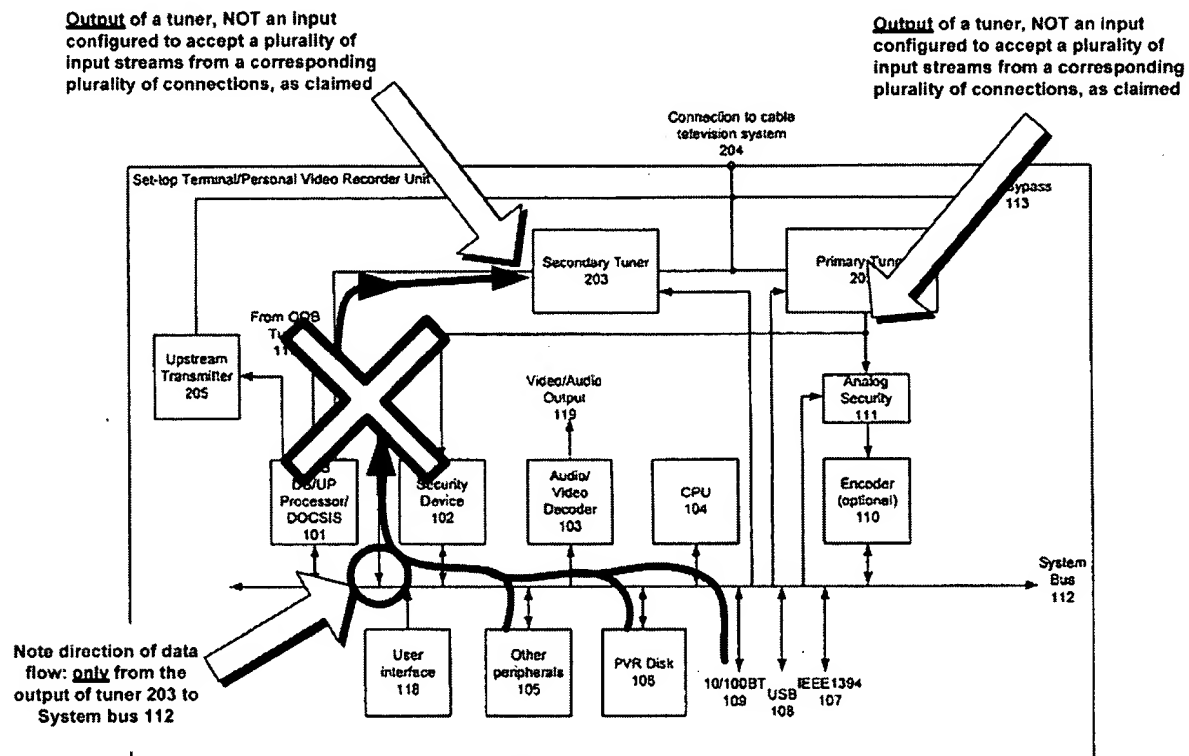 Output of a tuner, NOT an input
configured to accept a plurality of
input streams from a corresponding
plurality of connections, as claimed
Output of a tuner, NOT an input
configured to accept a plurality of
input streams from a corresponding
plurality of connections, as claimed
Connection to cable
television system
204
Set-top Terminal/Personal Video Recorder Unit
113
Secondary Tuner
203
Primary
From OOB
Upstream
Transmitter
205
Video/Audio
Output
119
Analog
Security
111
DS/UP
Processor/
DOCSIS
101
Security
Device
102
Audio/
Video
Decoder
103
CPU
104
Encoder
(optional)
110
System
Bus
112
Note direction of data
flow: only from the
output of tuner 203 to
System bus 112
User
interface
118
Other
peripherals
105
PVR Disk
106
10/100BT
109
USB
108
IEEE1394
107